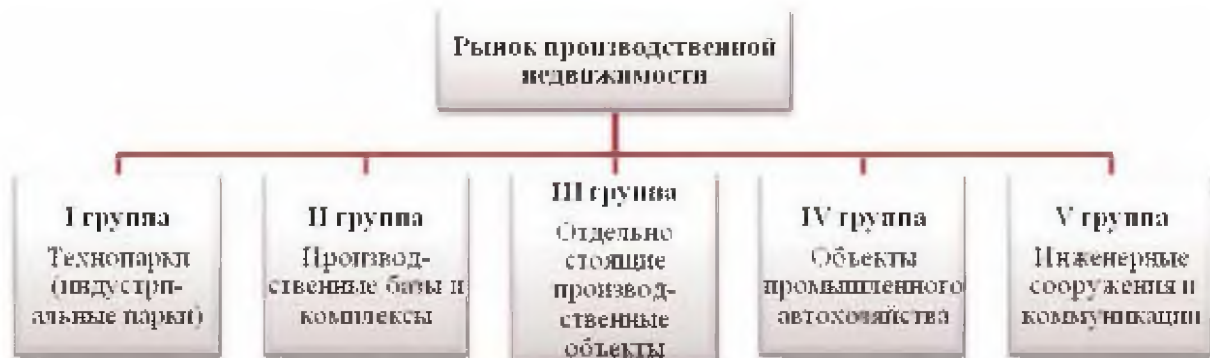 Рынок производственной
недвижимости
I группа
Технопарки
(индустри-
альные парки)
II группа
Производ-
ственные базы и
комплексы
III группа
Отдельно
стоящие
производ-
ственные
объекты
IV группа
Объекты
промышленного
автохозяйства
V группа
Инженерные
сооружения и
коммуникации